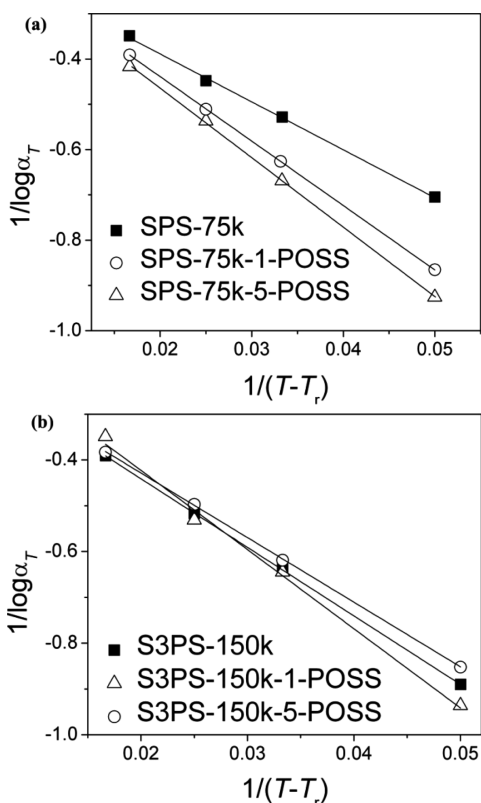 (a)
-0.4
-0.6
-0.8
-1.0
1/logαT
SPS-75k
SPS-75k-1-POSS
SPS-75k-5-POSS
0.02 0.03 0.04 0.05
1/(T-Tr)
(b)
-0.4
-0.6
-0.8
-1.0
1/logαT
S3PS-150k
S3PS-150k-1-POSS
S3PS-150k-5-POSS
0.02 0.03 0.04 0.05
1/(T-Tr)